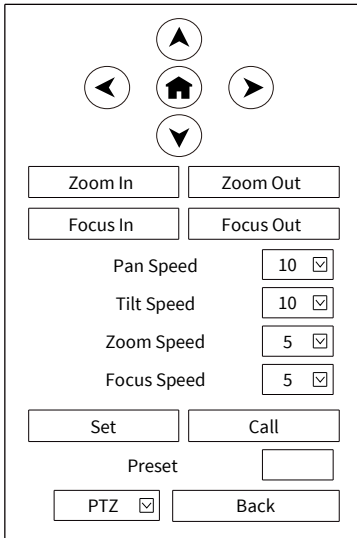 Zoom In Zoom Out
Focus In Focus Out
Pan Speed 10
Tilt Speed 10
Zoom Speed 5
Focus Speed 5
Set Call
Preset
PTZ Back